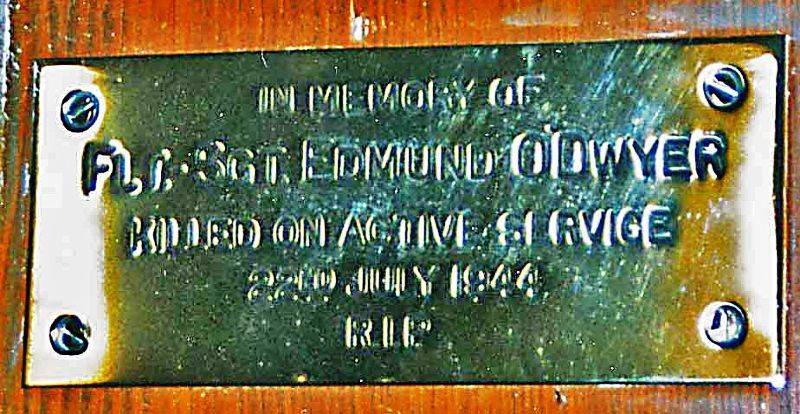 IN MEMORY OF
FLT. SGT. EDMUND O'DWYER
KILLED ON ACTIVE SERVICE
22ND JULY 1944
R.I.P